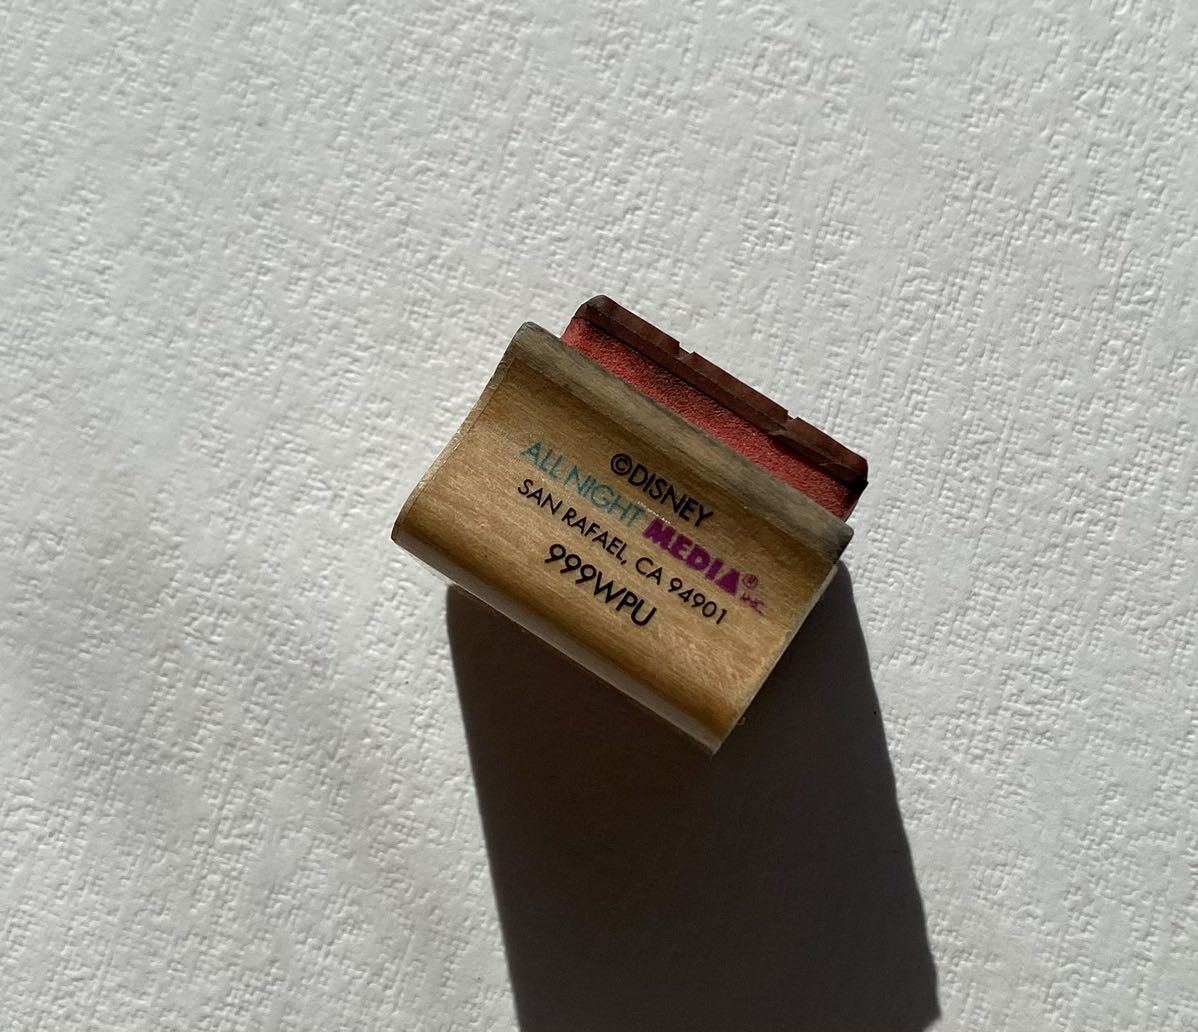 ©DISNEY
ALL NIGHT MEDIA® INC.
SAN RAFAEL, CA 94901
999WPU